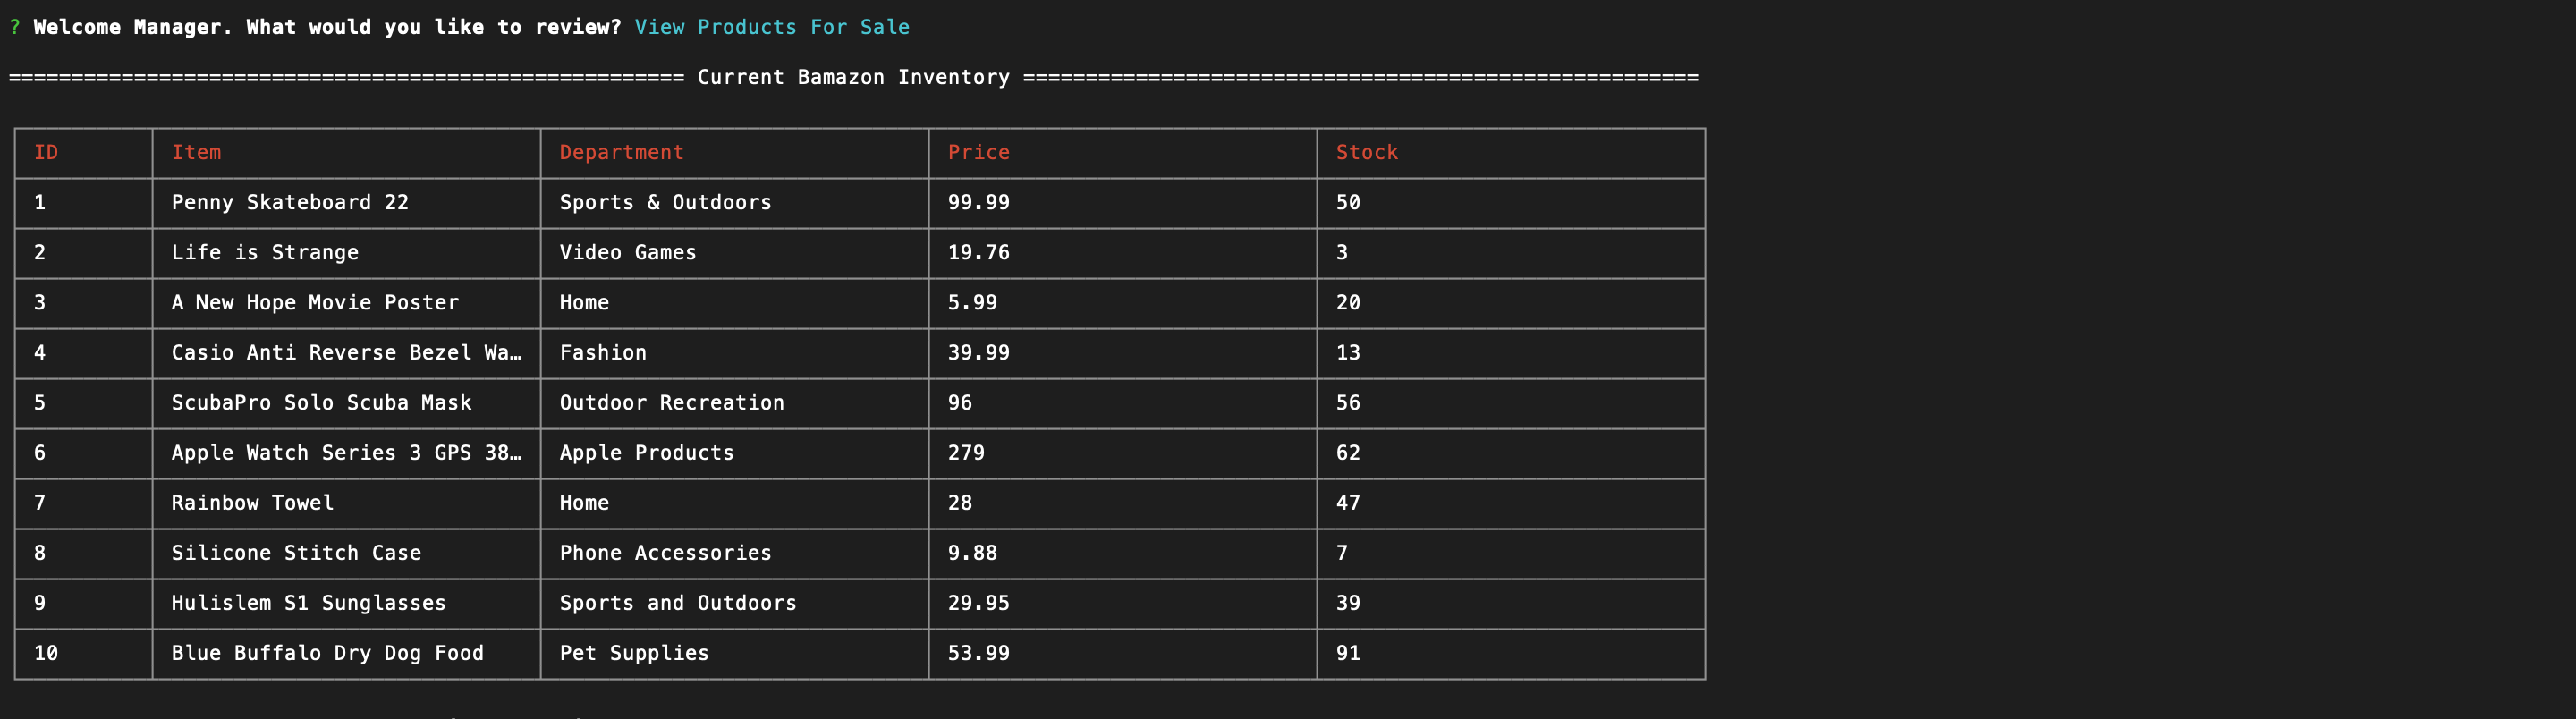 ? Welcome Manager. What would you like to review? View Products For Sale
====================================================== Current Bamazon Inventory ======================================================
ID Item Department Price Stock
1 Penny Skateboard 22 Sports & Outdoors 99.99 50
2 Life is Strange Video Games 19.76 3
3 A New Hope Movie Poster Home 5.99 20
4 Casio Anti Reverse Bezel Wa… Fashion 39.99 13
5 ScubaPro Solo Scuba Mask Outdoor Recreation 96 56
6 Apple Watch Series 3 GPS 38… Apple Products 279 62
7 Rainbow Towel Home 28 47
8 Silicone Stitch Case Phone Accessories 9.88 7
9 Hulislem S1 Sunglasses Sports and Outdoors 29.95 39
10 Blue Buffalo Dry Dog Food Pet Supplies 53.99 91